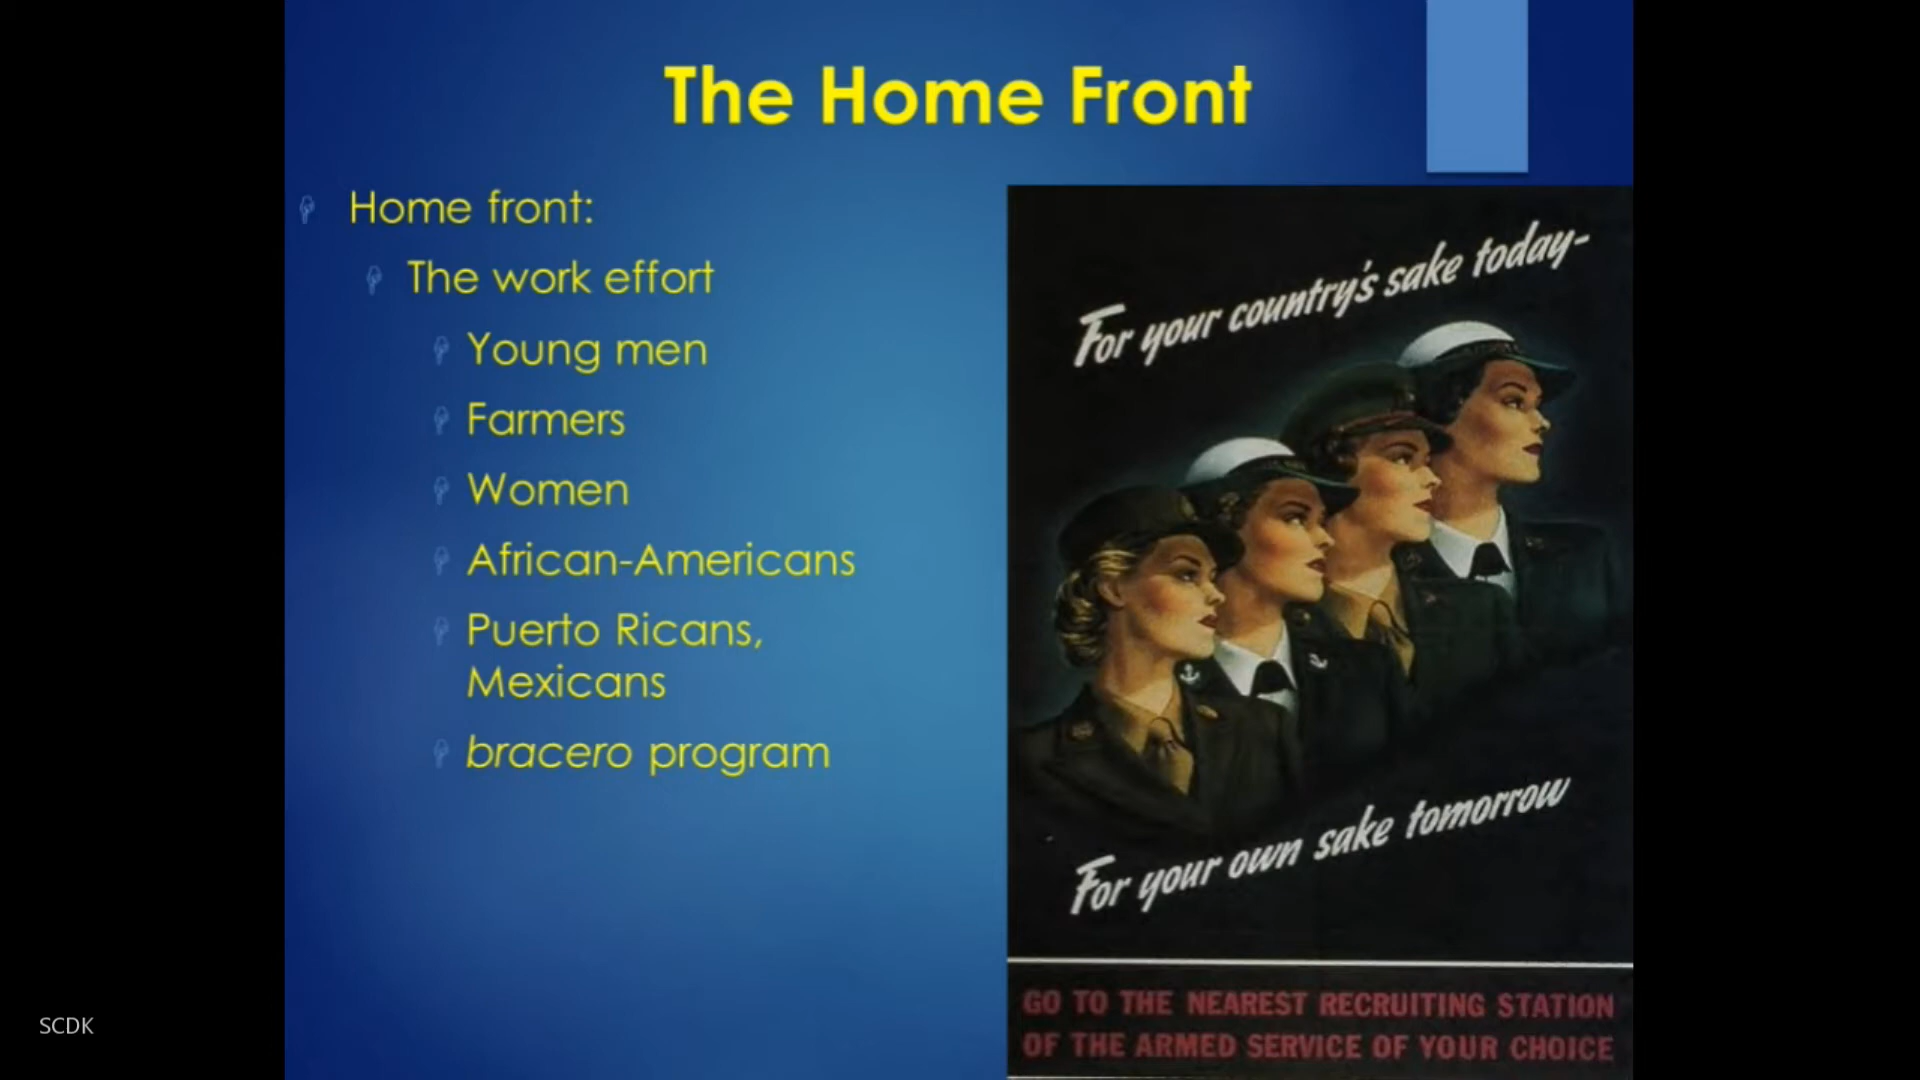 The Home Front
Home front:
The work effort
Young men
Farmers
Women
African-Americans
Puerto Ricans,
Mexicans
bracero program
For your country's sake today-
For your own sake tomorrow
GO TO THE NEAREST RECRUITING STATION
OF THE ARMED SERVICE OF YOUR CHOICE
SCDK